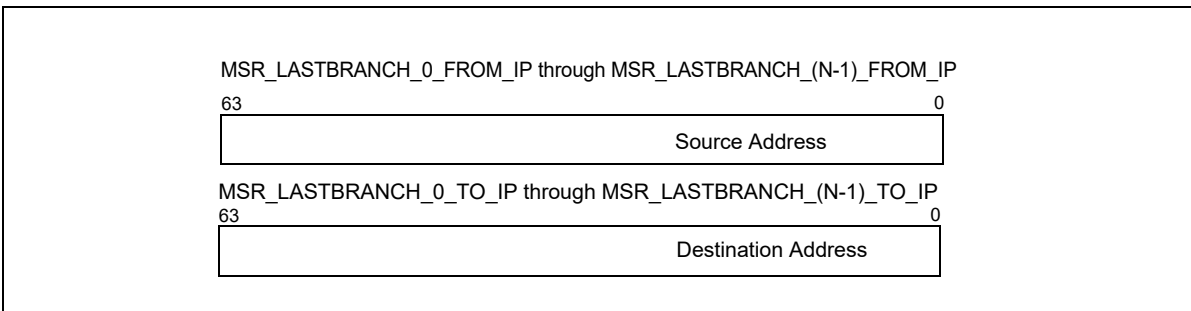 MSR_LASTBRANCH_0_FROM_IP through MSR_LASTBRANCH_(N-1)_FROM_IP
63 0
Source Address
MSR_LASTBRANCH_0_TO_IP through MSR_LASTBRANCH_(N-1)_TO_IP
63 0
Destination Address